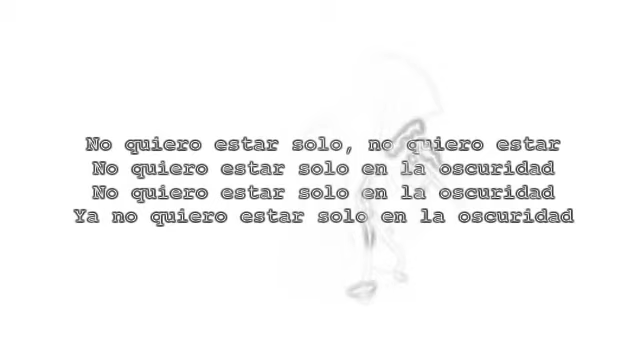 No quiero estar solo, no quiero estar
No quiero estar solo en la oscuridad
No quiero estar solo en la oscuridad
Ya no quiero estar solo en la oscuridad